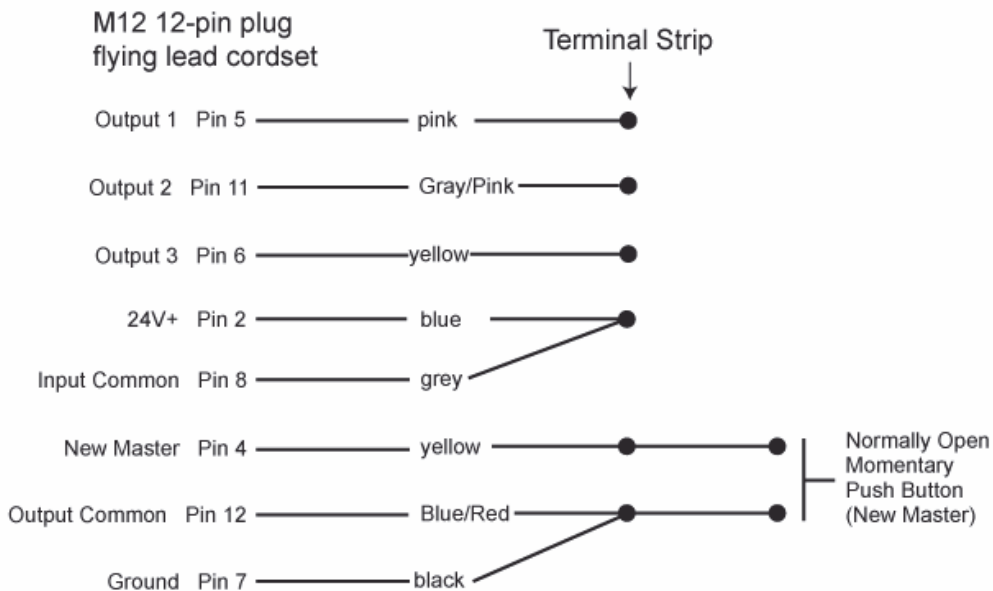 M12 12-pin plug
flying lead cordset
Terminal Strip
Output 1 Pin 5 pink
Output 2 Pin 11 Gray/Pink
Output 3 Pin 6 yellow
24V+ Pin 2 blue
Input Common Pin 8 grey
New Master Pin 4 yellow
Output Common Pin 12 Blue/Red
Ground Pin 7 black
Normally Open
Momentary
Push Button
(New Master)